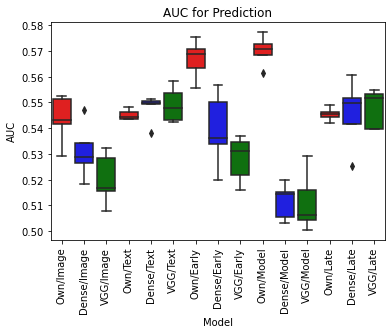 AUC for Prediction
0.58
0.57
0.56
0.55
0.54
0.53
0.52
0.51
0.50
AUC
Own/Image
Dense/Image
VGG/Image
Own/Text
Dense/Text
VGG/Text
Own/Early
Dense/Early
VGG/Early
Own/Model
Dense/Model
VGG/Model
Own/Late
Dense/Late
VGG/Late
Model